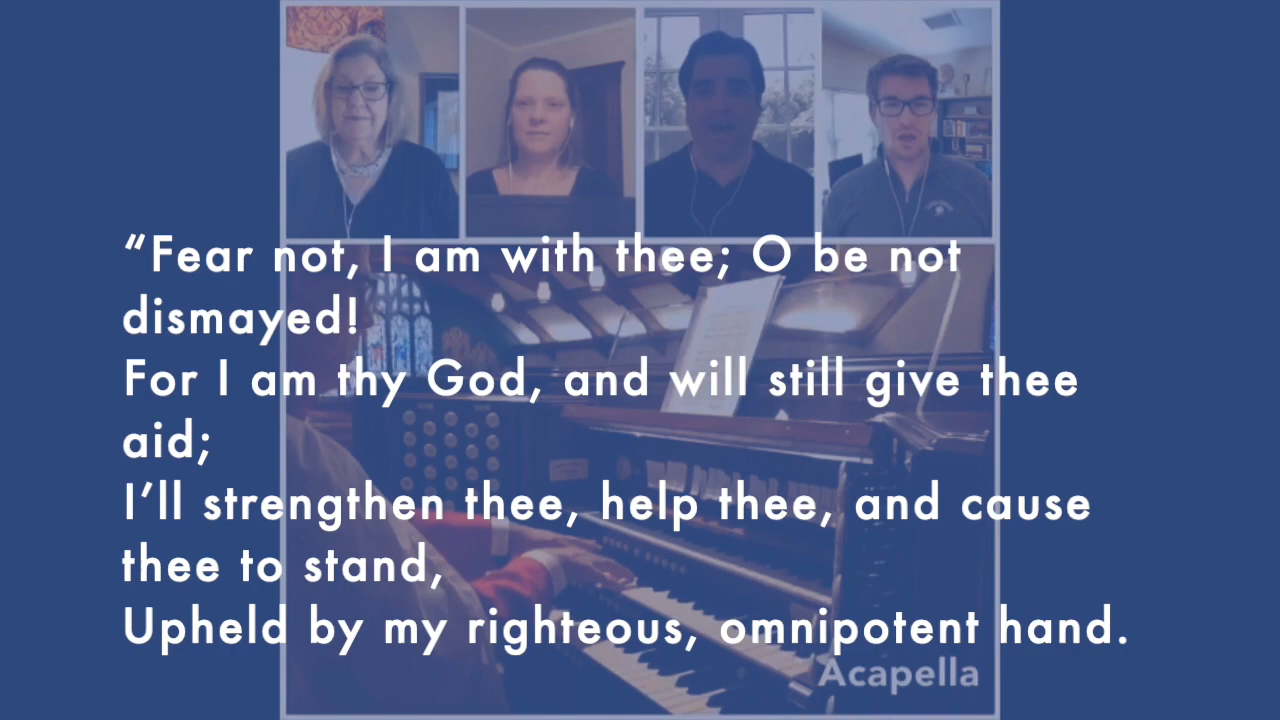 “Fear not, I am with thee; O be not
dismayed!
For I am thy God, and will still give thee
aid;
I’ll strengthen thee, help thee, and cause
thee to stand,
Upheld by my righteous, omnipotent hand.
Acapella